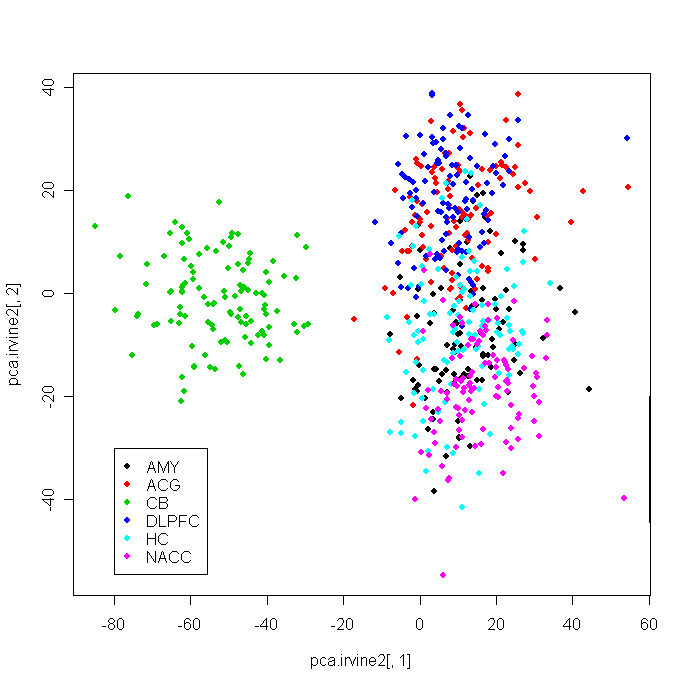 40
20
0
-20
-40
pca.irvine2[, 2]
AMY
ACG
CB
DLPFC
HC
NACC
-80 -60 -40 -20 0 20 40 60
pca.irvine2[, 1]